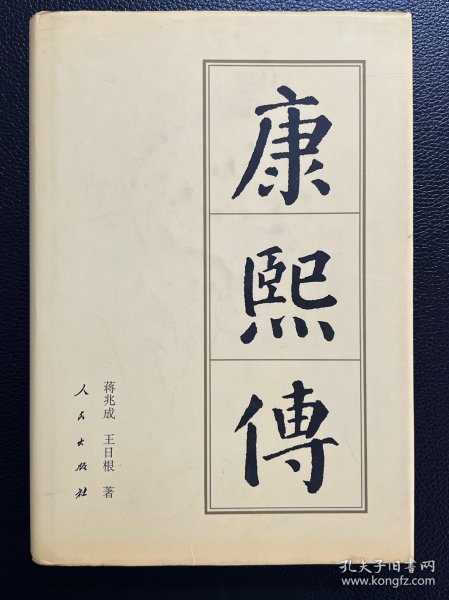 康熙傳
蒋兆成 王日根 著
人民出版社
孔夫子旧书网
www.kongfz.com